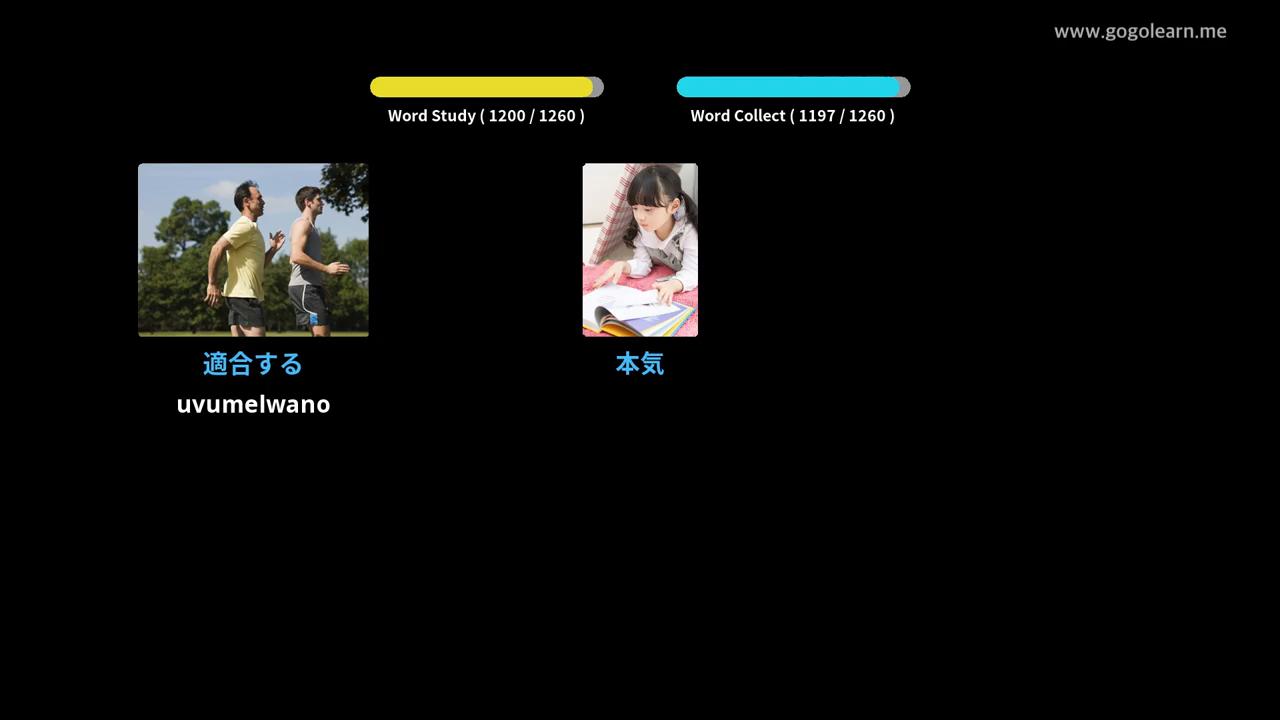 www.gogolearn.me
Word Study ( 1200 / 1260 )
Word Collect ( 1197 / 1260 )
適合する
本気
uvumelwano